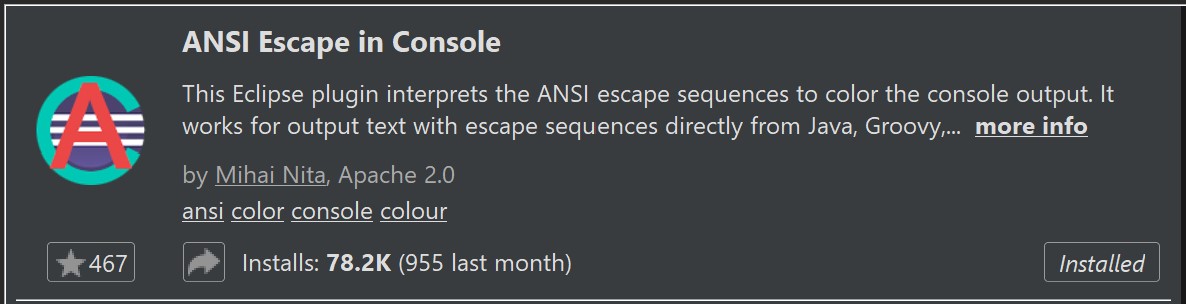 ANSI Escape in Console
This Eclipse plugin interprets the ANSI escape sequences to color the console output. It
works for output text with escape sequences directly from Java, Groovy,... more info
by Mihai Nita, Apache 2.0
ansi color console colour
467 Installs: 78.2K (955 last month) Installed